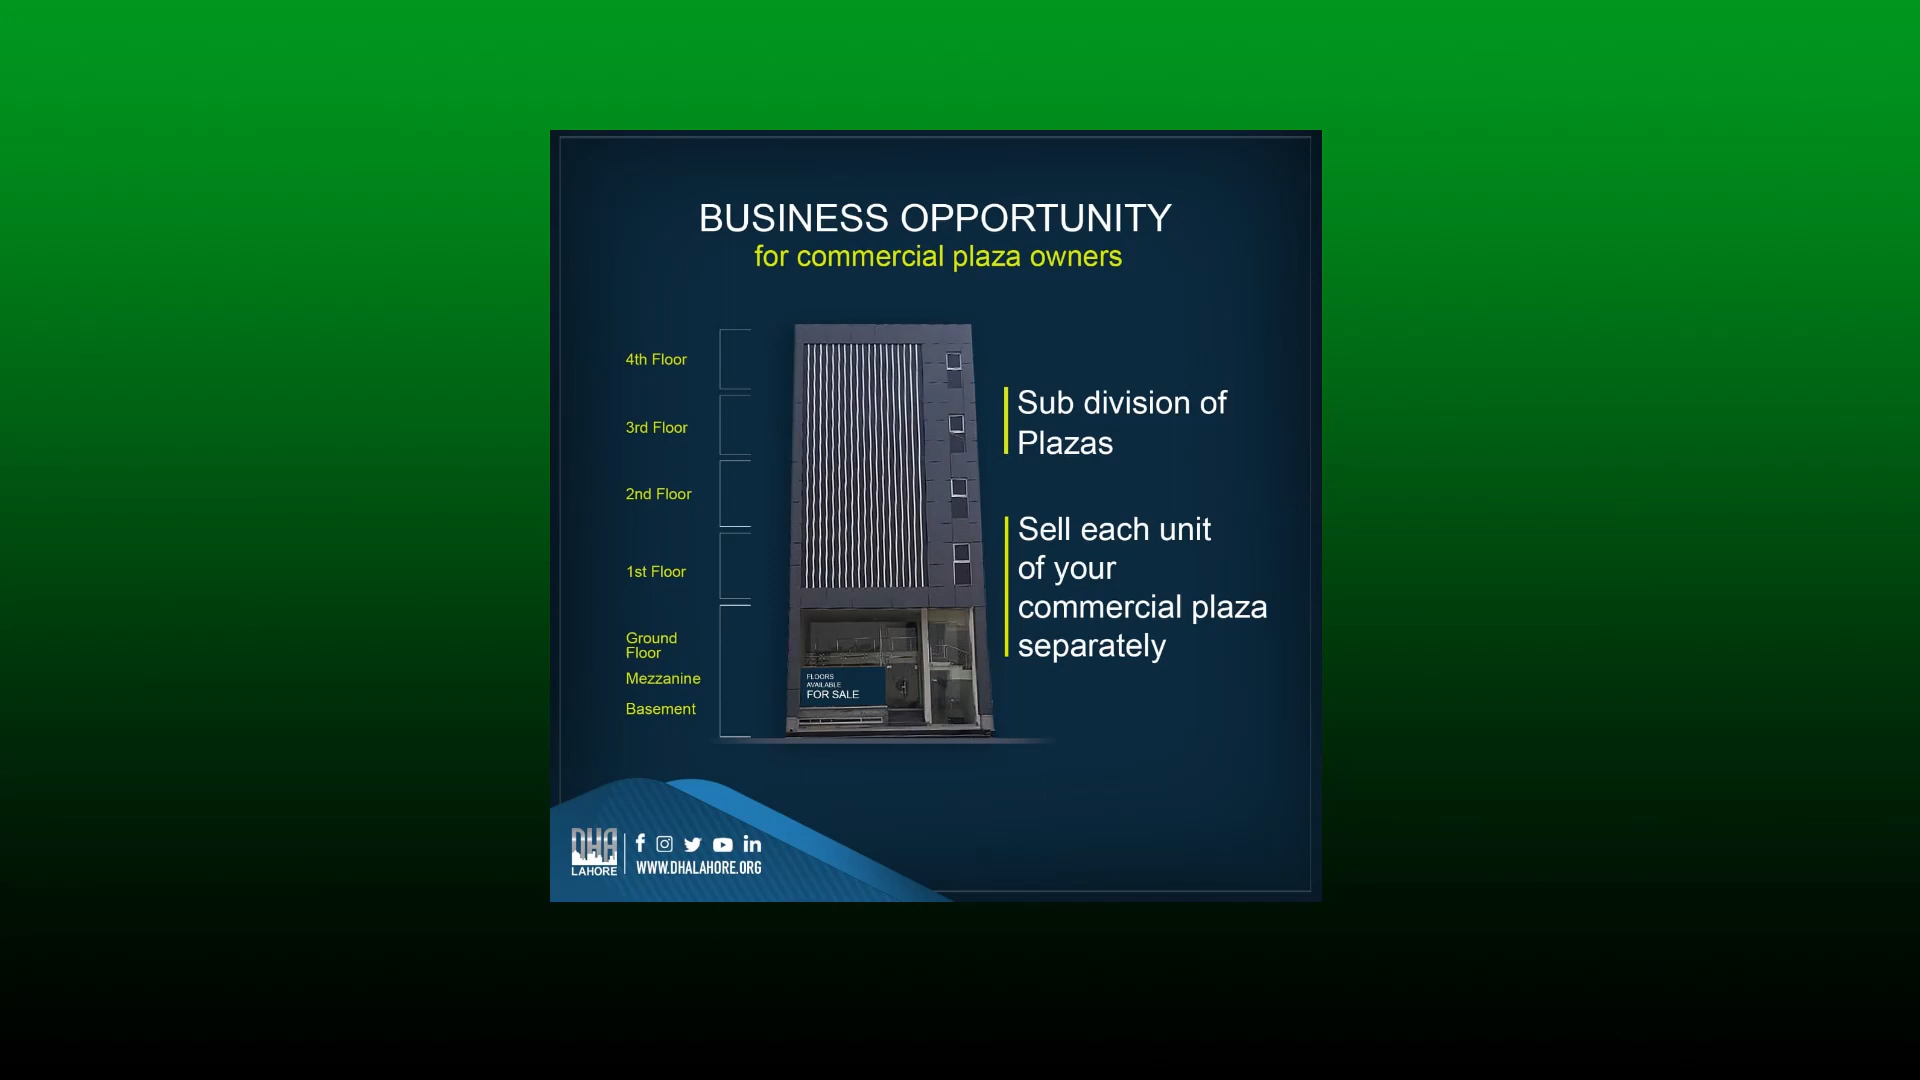 BUSINESS OPPORTUNITY
for commercial plaza owners
4th Floor
3rd Floor
2nd Floor
1st Floor
Ground
Floor
Mezzanine
Basement
Sub division of
Plazas
Sell each unit
of your
commercial plaza
separately
FLOORS
AVAILABLE
FOR SALE
DHA
LAHORE
WWW.DHALAHORE.ORG